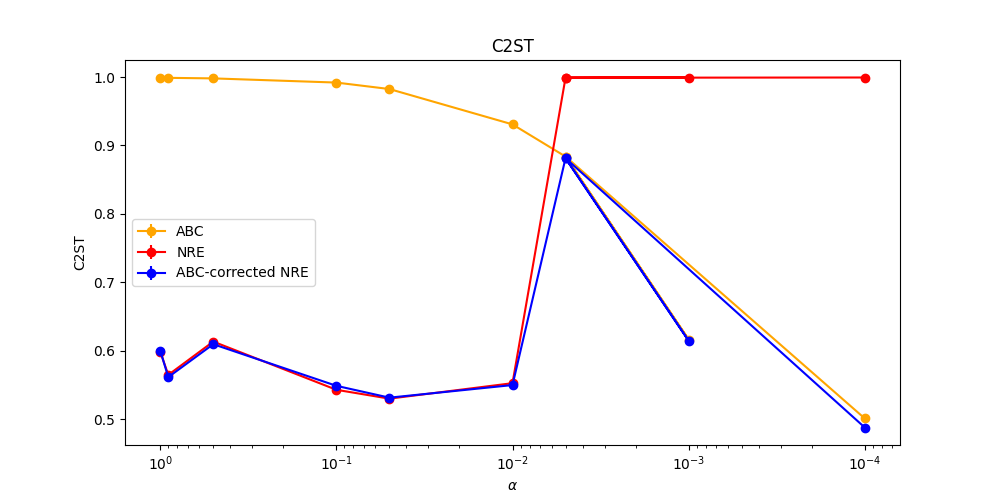 C2ST
1.0
0.9
0.8
0.7
0.6
0.5
C2ST
ABC
NRE
ABC-corrected NRE
10⁰
10⁻¹
10⁻²
10⁻³
10⁻⁴
α